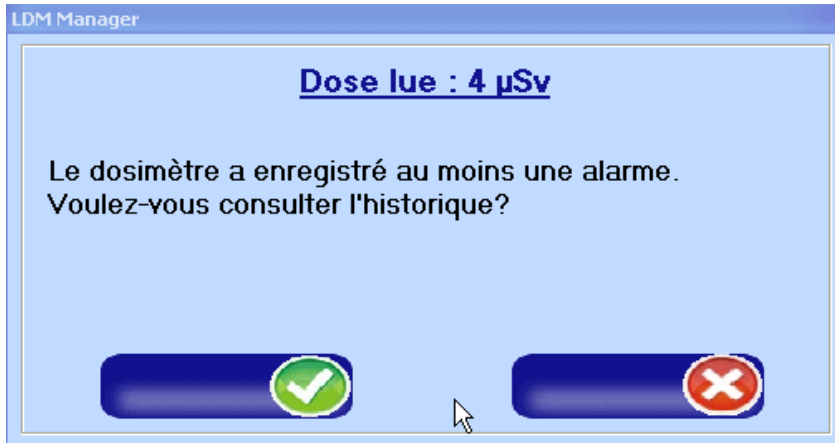 LDM Manager
Dose lue : 4 µSv
Le dosimètre a enregistré au moins une alarme.
Voulez-vous consulter l'historique?